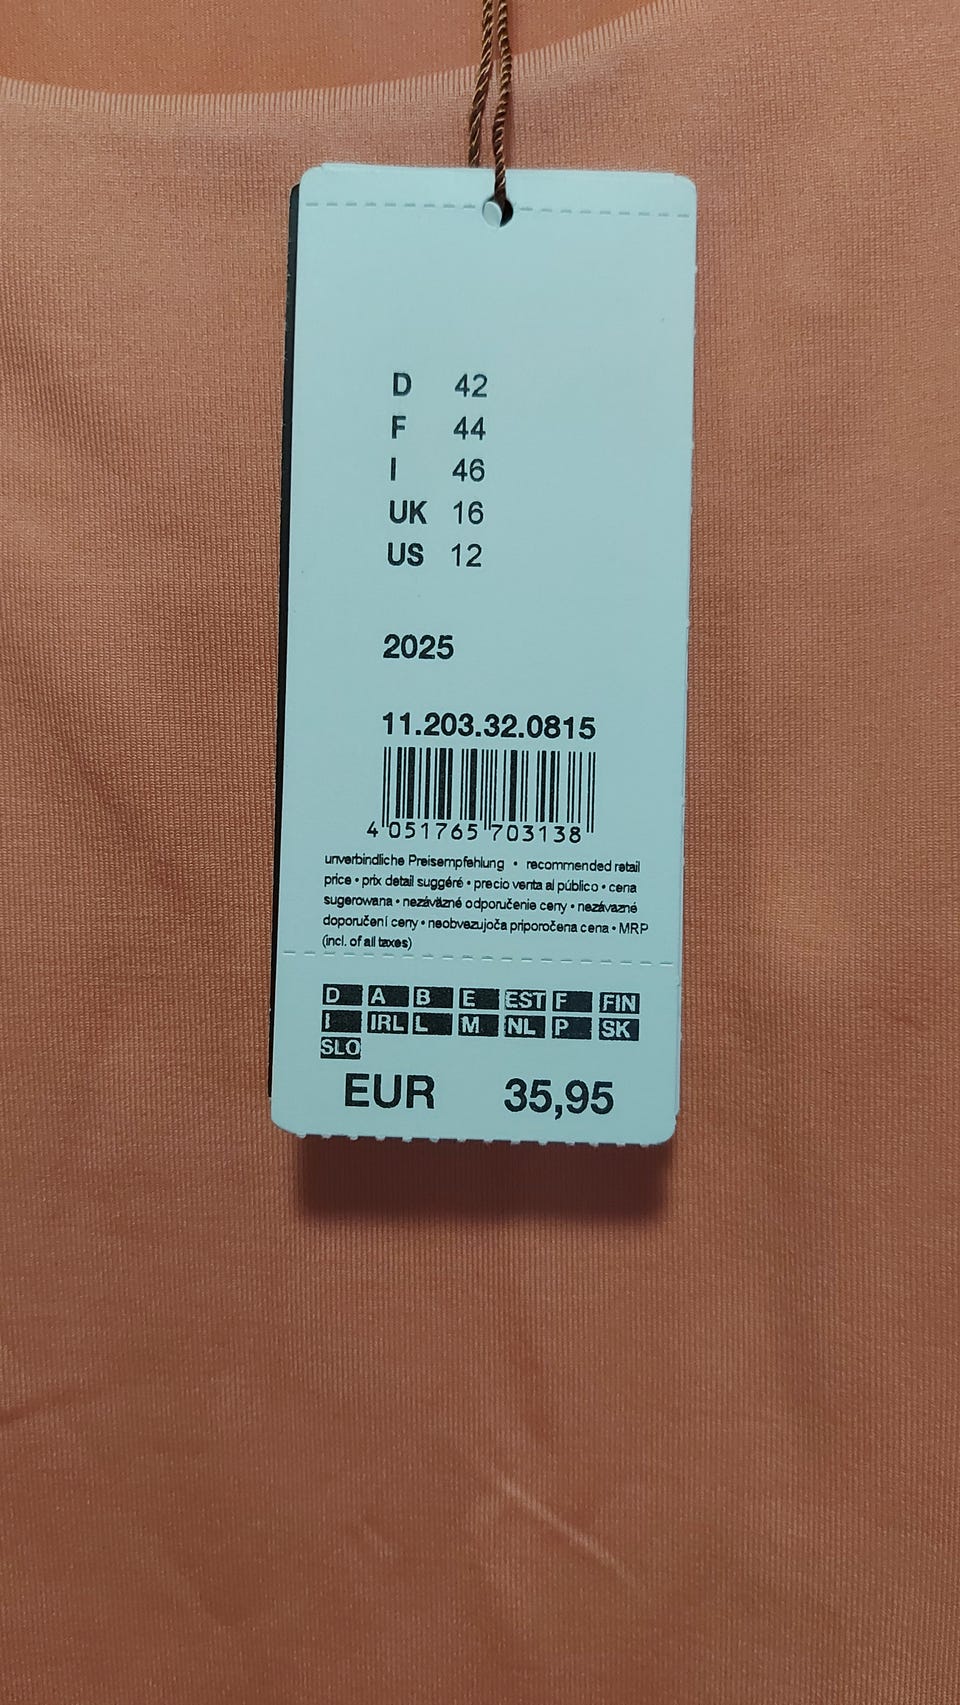 D 42
F 44
I 46
UK 16
US 12
2025
11.203.32.0815
4 051765 703138
unverbindliche Preisempfehlung • recommended retail
price • prix detail suggéré • precio venta al público • cena
sugerowana • nezáväzné odporučenie ceny • nezávazné
doporučení ceny • neobvezujoča priporočena cena • MRP
(incl. of all taxes)
D A B E EST F FIN
I IRL L M NL P SK
SLO
EUR 35,95